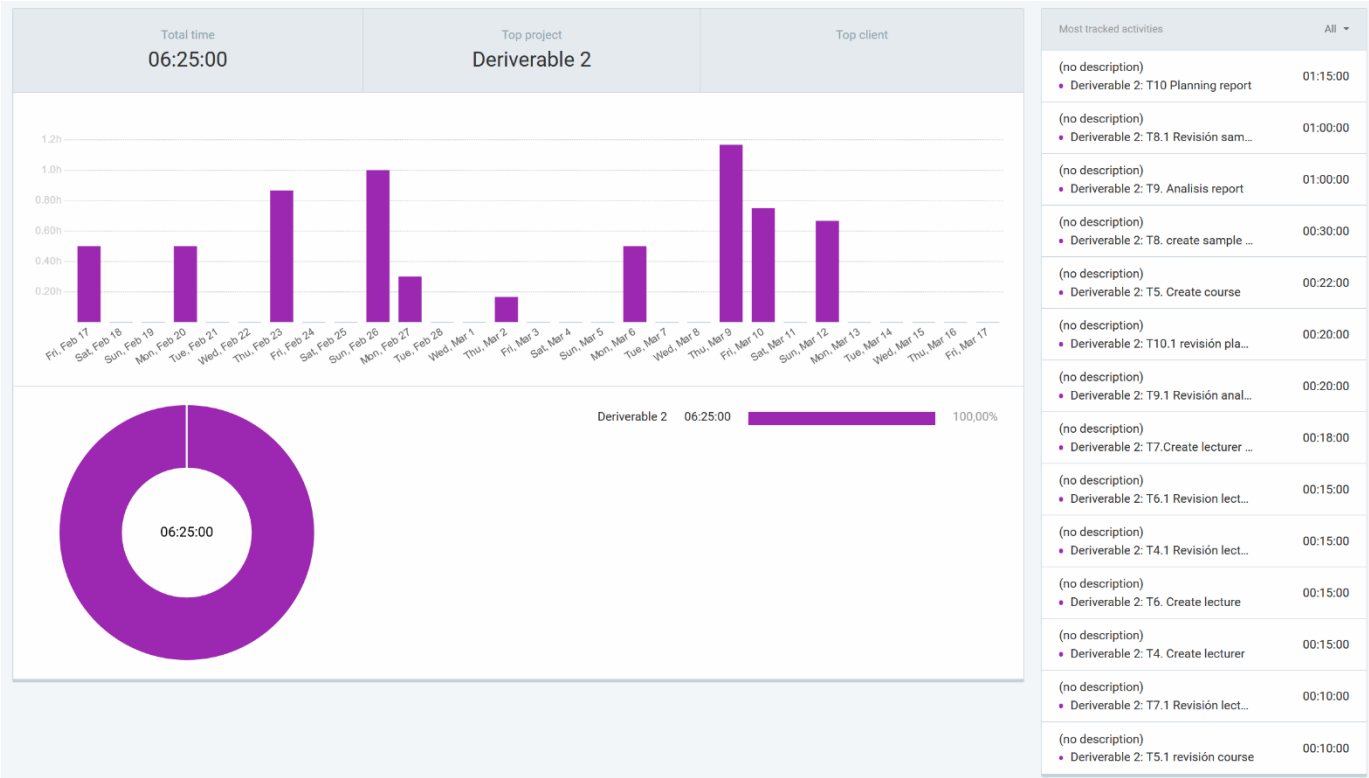 Total time
06:25:00
Top project
Deriverable 2
Top client
1.2h
1.0h
0.80h
0.60h
0.40h
0.20h
Fri, Feb 17
Sat, Feb 18
Sun, Feb 19
Mon, Feb 20
Tue, Feb 21
Wed, Feb 22
Thu, Feb 23
Fri, Feb 24
Sat, Feb 25
Sun, Feb 26
Mon, Feb 27
Tue, Feb 28
Wed, Mar 1
Thu, Mar 2
Fri, Mar 3
Sat, Mar 4
Sun, Mar 5
Mon, Mar 6
Tue, Mar 7
Wed, Mar 8
Thu, Mar 9
Fri, Mar 10
Sat, Mar 11
Sun, Mar 12
Mon, Mar 13
Tue, Mar 14
Wed, Mar 15
Thu, Mar 16
Fri, Mar 17
06:25:00
Deriverable 2 06:25:00 100,00%
Most tracked activities All
(no description)
Deriverable 2: T10 Planning report 01:15:00
(no description)
Deriverable 2: T8.1 Revisión sam... 01:00:00
(no description)
Deriverable 2: T9. Analisis report 01:00:00
(no description)
Deriverable 2: T8. create sample ... 00:30:00
(no description)
Deriverable 2: T5. Create course 00:22:00
(no description)
Deriverable 2: T10.1 revisión pla... 00:20:00
(no description)
Deriverable 2: T9.1 Revisión anal... 00:20:00
(no description)
Deriverable 2: T7.Create lecturer ... 00:18:00
(no description)
Deriverable 2: T6.1 Revision lect... 00:15:00
(no description)
Deriverable 2: T4.1 Revisión lect... 00:15:00
(no description)
Deriverable 2: T6. Create lecture 00:15:00
(no description)
Deriverable 2: T4. Create lecturer 00:15:00
(no description)
Deriverable 2: T7.1 Revisión lect... 00:10:00
(no description)
Deriverable 2: T5.1 revisión course 00:10:00